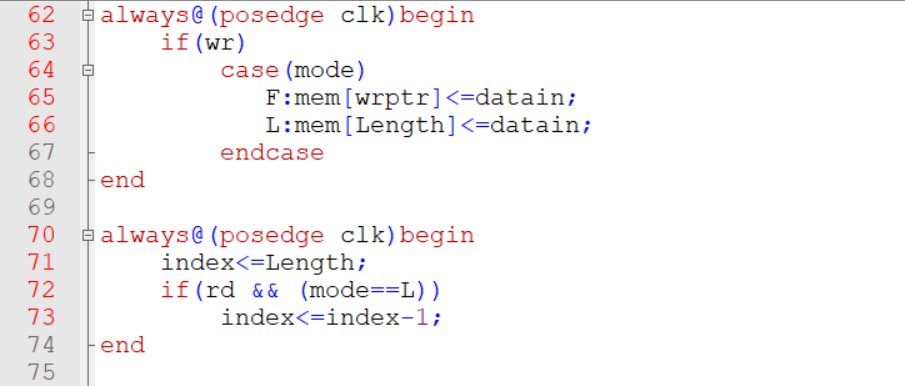 62 always@(posedge clk)begin
63     if(wr)
64         case(mode)
65            F:mem[wrptr]<=datain;
66            L:mem[Length]<=datain;
67         endcase
68 end
69
70 always@(posedge clk)begin
71     index<=Length;
72     if(rd && (mode==L))
73         index<=index-1;
74 end
75